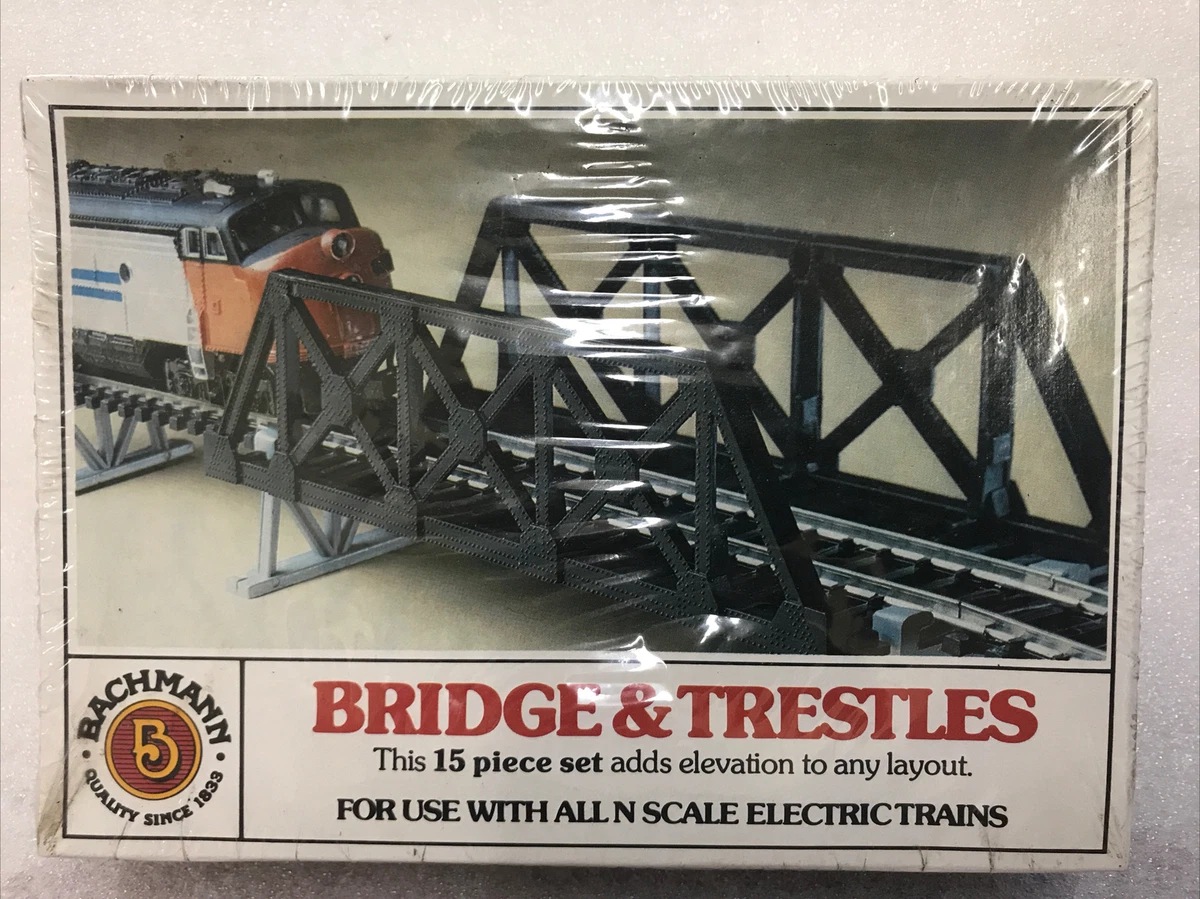 BACHMANN
B
QUALITY SINCE 1833
BRIDGE & TRESTLES
This 15 piece set adds elevation to any layout.
FOR USE WITH ALL N SCALE ELECTRIC TRAINS